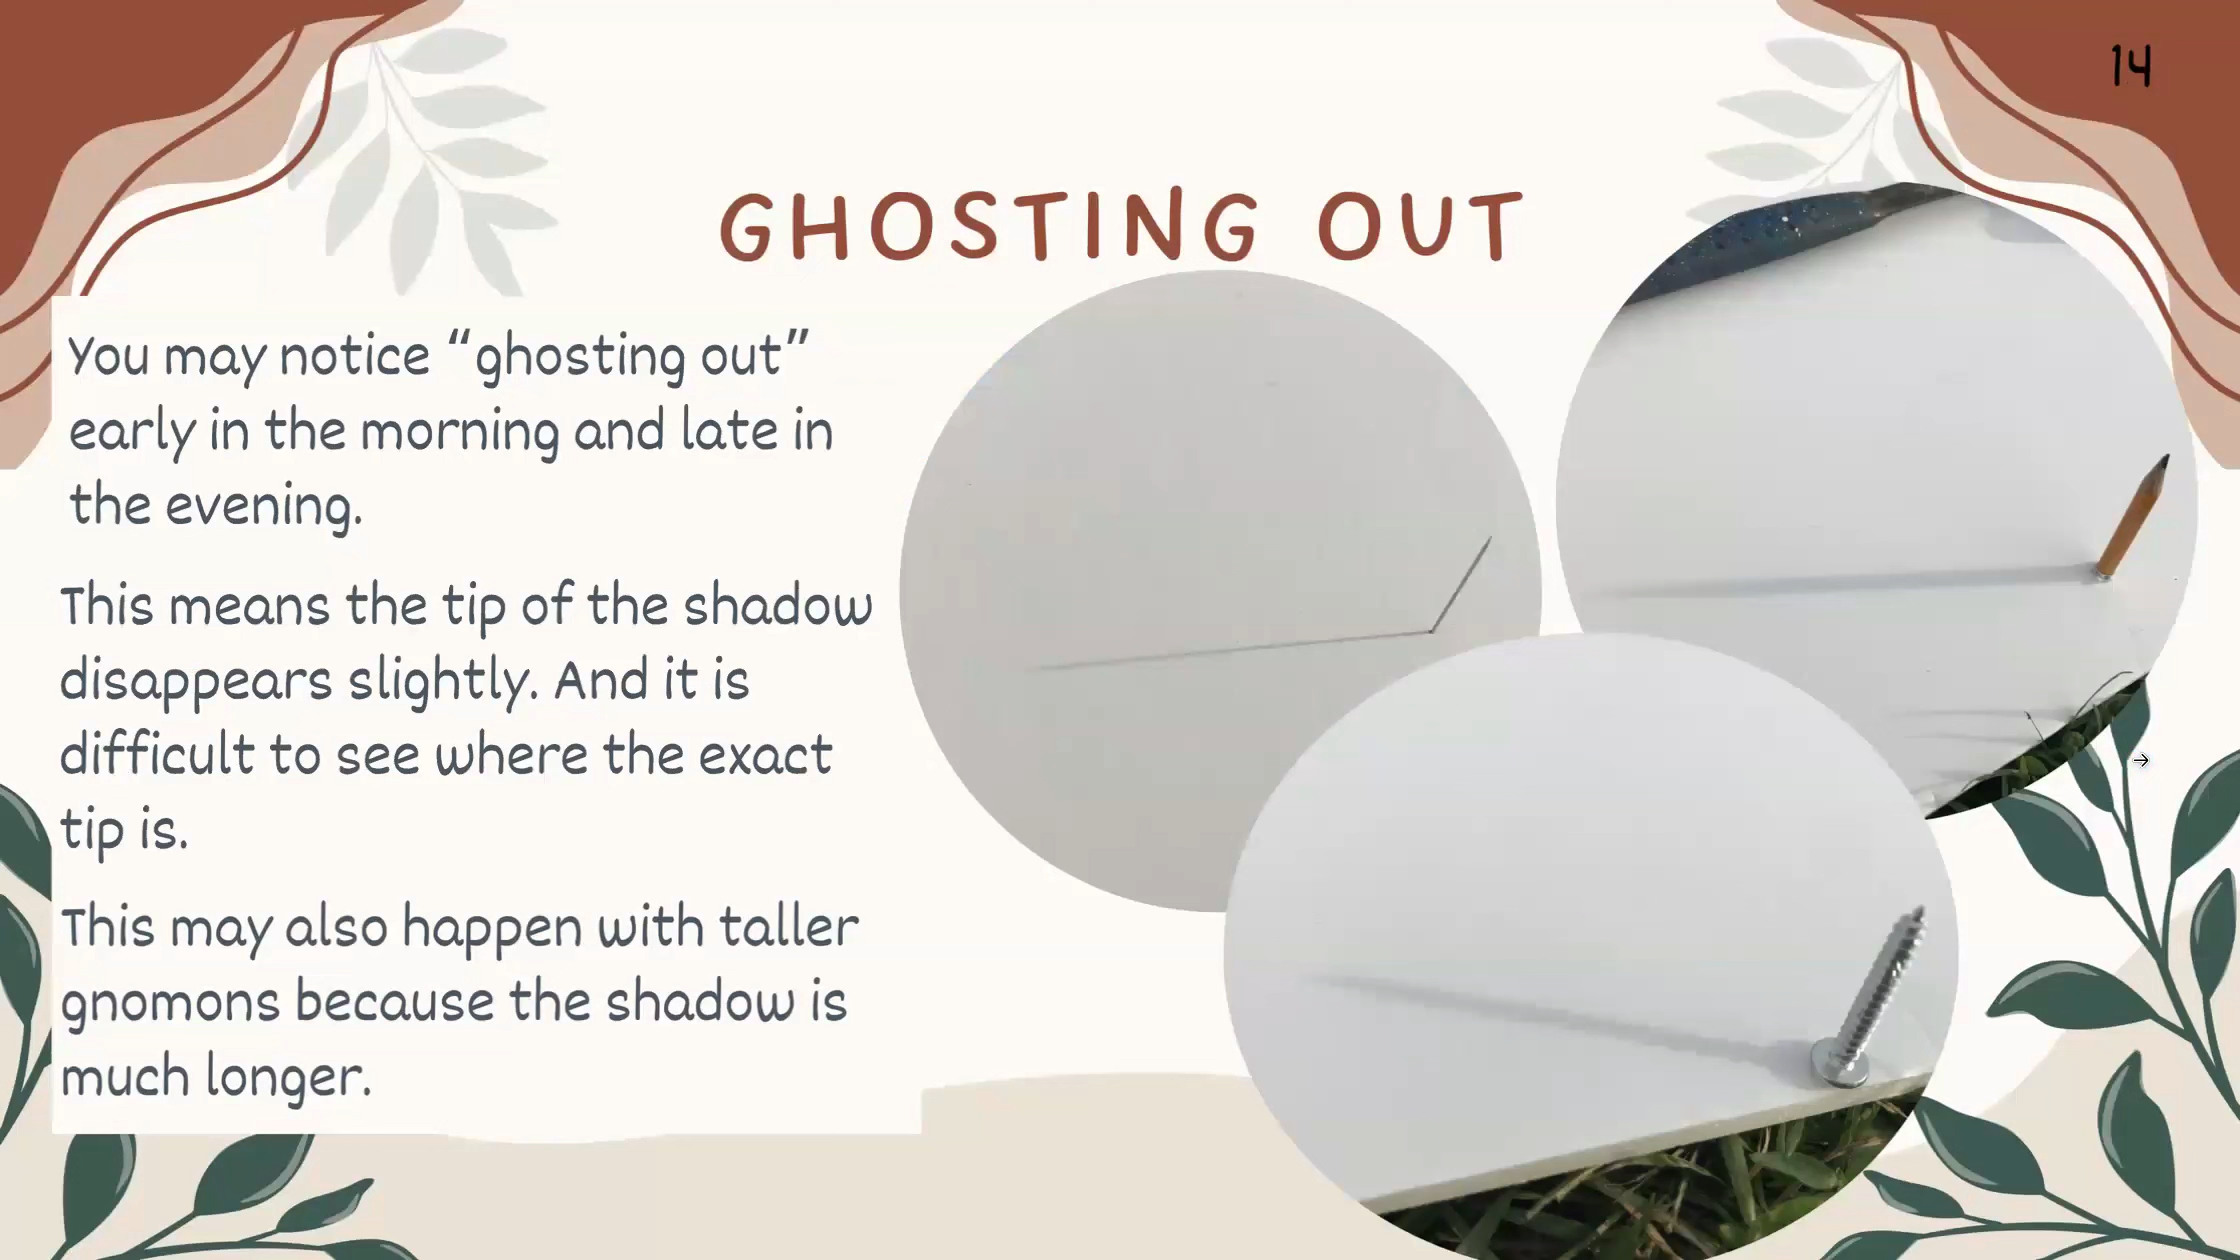 14
GHOSTING OUT
You may notice “ghosting out”
early in the morning and late in
the evening.
This means the tip of the shadow
disappears slightly. And it is
difficult to see where the exact
tip is.
This may also happen with taller
gnomons because the shadow is
much longer.